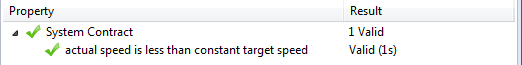 Property Result
System Contract 1 Valid
actual speed is less than constant target speed Valid (1s)